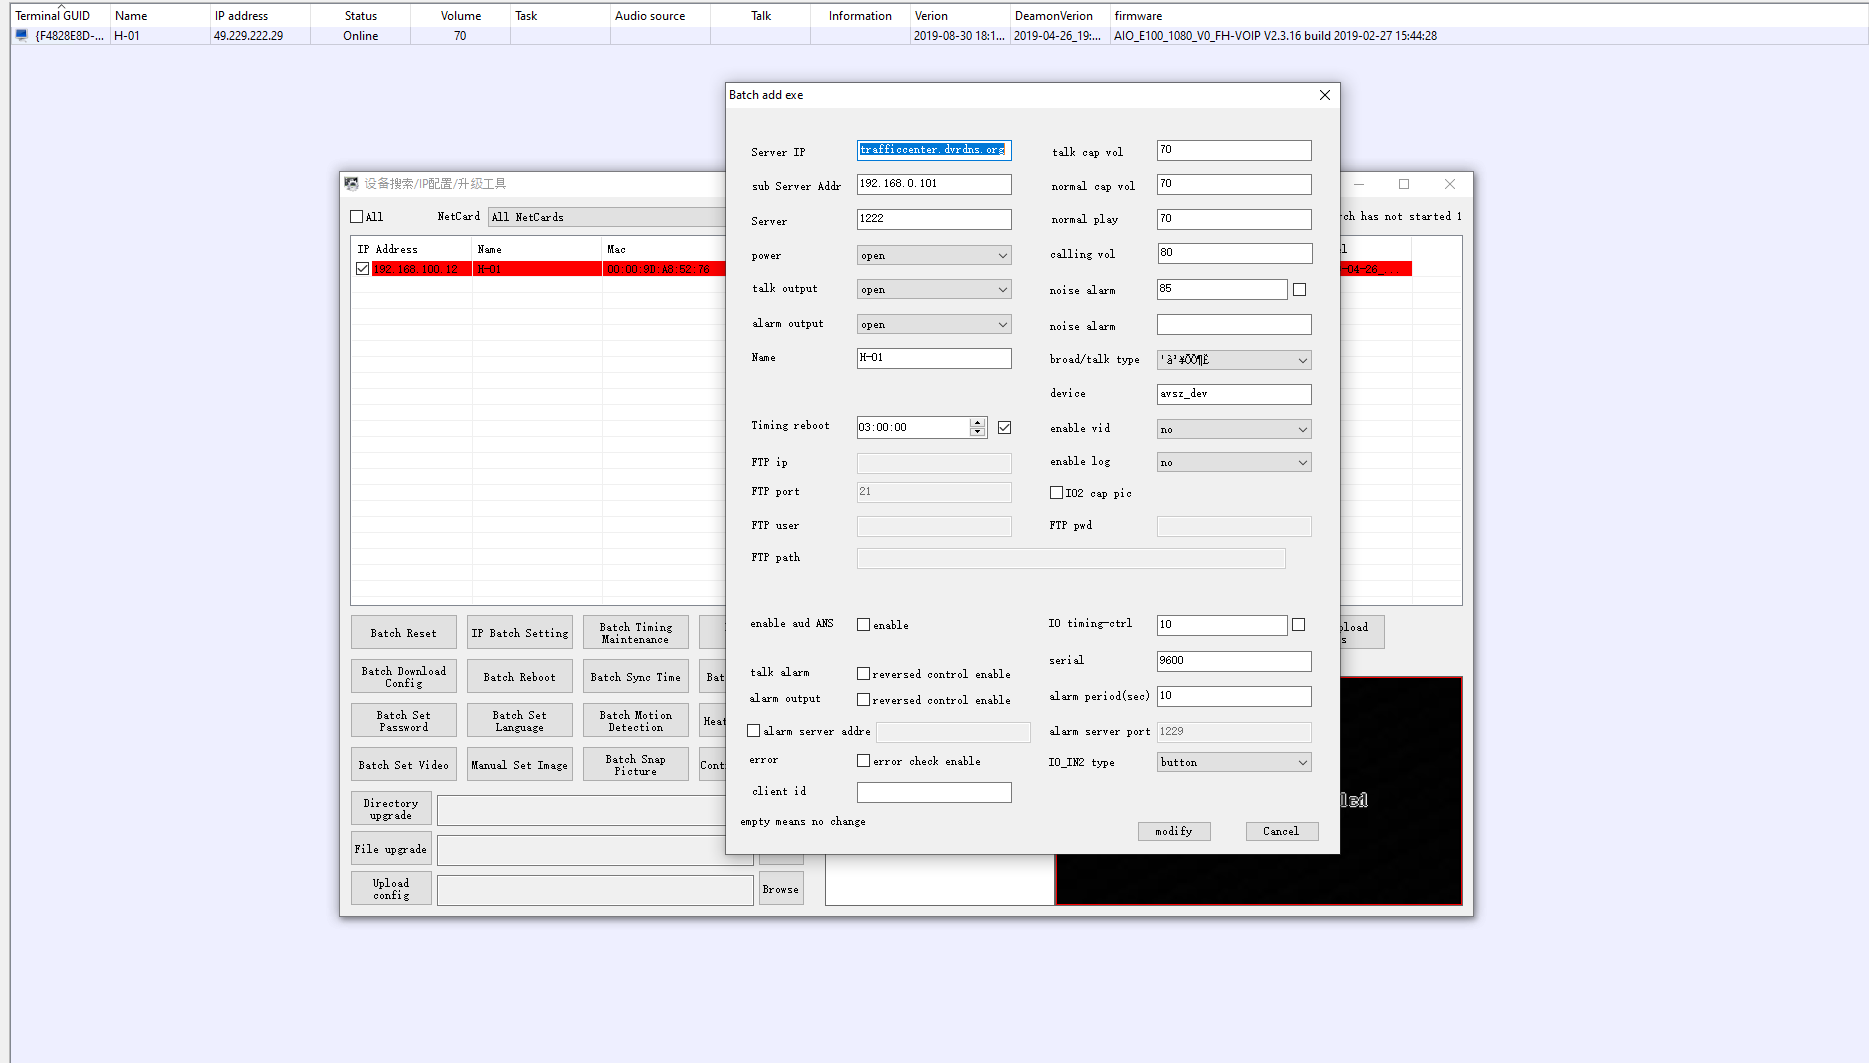 Terminal GUID Name IP address Status Volume Task Audio source Talk Information Verion DeamonVerion firmware
{F4828E8D-... H-01 49.229.222.29 Online 70 2019-08-30 18:1... 2019-04-26_19:... AIO_E100_1080_V0_FH-VOIP V2.3.16 build 2019-02-27 15:44:28
设备搜索/IP配置/升级工具
All NetCard All NetCards
rch has not started 1
IP Address Name Mac
192.168.100.12 H-01 00:00:9D:A8:52:76
-04-26_...
Batch Reset
IP Batch Setting
Batch Timing
Maintenance
Batch Download
Config
Batch Reboot
Batch Sync Time
Bat
Batch Set
Password
Batch Set
Language
Batch Motion
Detection
Heat
Batch Set Video
Manual Set Image
Batch Snap
Picture
Cont
Directory
upgrade
File upgrade
Upload
config
Browse
pload
s
led
Batch add exe
Server IP trafficcenter.dvrdns.org talk cap vol 70
sub Server Addr 192.168.0.101 normal cap vol 70
Server 1222 normal play 70
power open calling vol 80
talk output open noise alarm 85
alarm output open noise alarm
Name H-01 broad/talk type
device avsz_dev
Timing reboot 03:00:00 enable vid no
FTP ip enable log no
FTP port 21 IO2 cap pic
FTP user FTP pwd
FTP path
enable aud ANS enable IO timing-ctrl 10
serial 9600
talk alarm reversed control enable
alarm output reversed control enable alarm period(sec) 10
alarm server addre alarm server port 1229
error error check enable IO_IN2 type button
client id
empty means no change
modify Cancel